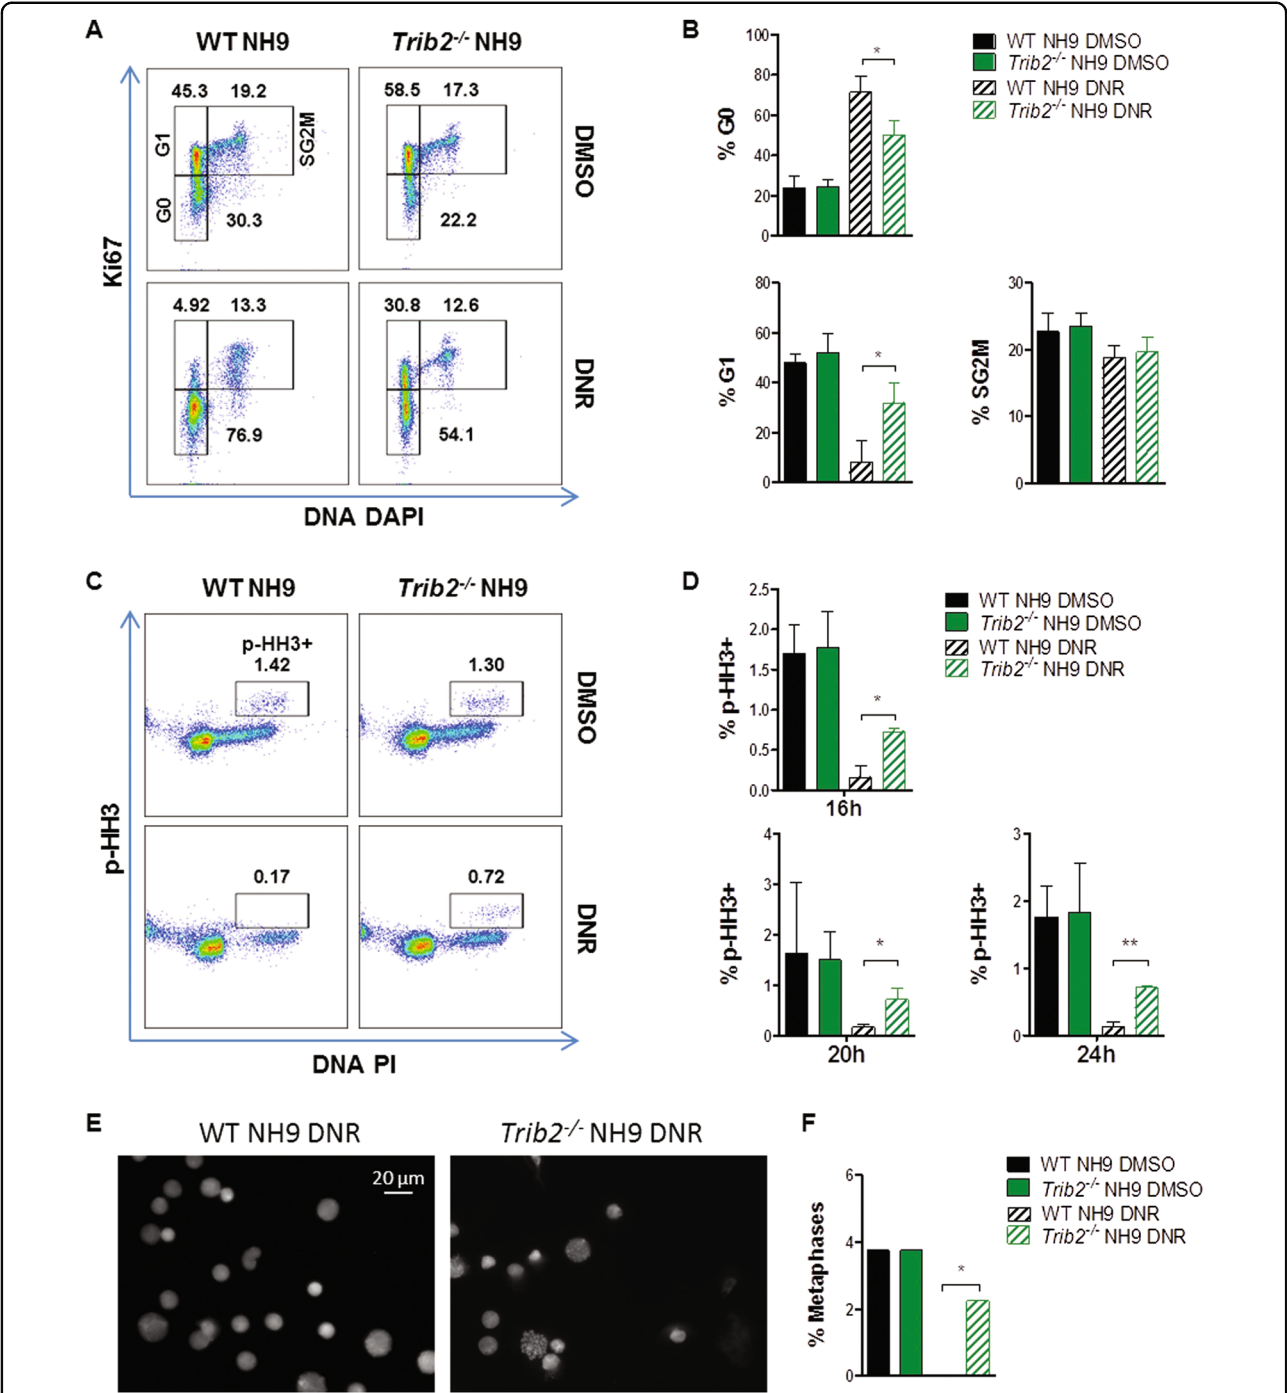 A
WT NH9
Trib2-/- NH9
45.3 19.2
58.5 17.3
G1
SG2M
G0
30.3
22.2
DMSO
4.92 13.3
30.8 12.6
76.9
54.1
DNR
Ki67
DNA DAPI
B
100
80
60
40
20
0
% G0
*
WT NH9 DMSO
Trib2-/- NH9 DMSO
WT NH9 DNR
Trib2-/- NH9 DNR
80
60
40
20
0
% G1
*
30
20
10
0
% SG2M
C
WT NH9
Trib2-/- NH9
p-HH3+
1.42
1.30
DMSO
0.17
0.72
DNR
p-HH3
DNA PI
D
2.5
2.0
1.5
1.0
0.5
0.0
% p-HH3+
*
16h
WT NH9 DMSO
Trib2-/- NH9 DMSO
WT NH9 DNR
Trib2-/- NH9 DNR
4
3
2
1
0
% p-HH3+
*
20h
3
2
1
0
% p-HH3+
**
24h
E
WT NH9 DNR
Trib2-/- NH9 DNR
20 µm
F
6
4
2
0
% Metaphases
*
WT NH9 DMSO
Trib2-/- NH9 DMSO
WT NH9 DNR
Trib2-/- NH9 DNR